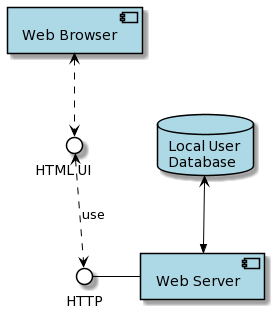 Web Browser
HTML UI
Local User
Database
use
Web Server
HTTP